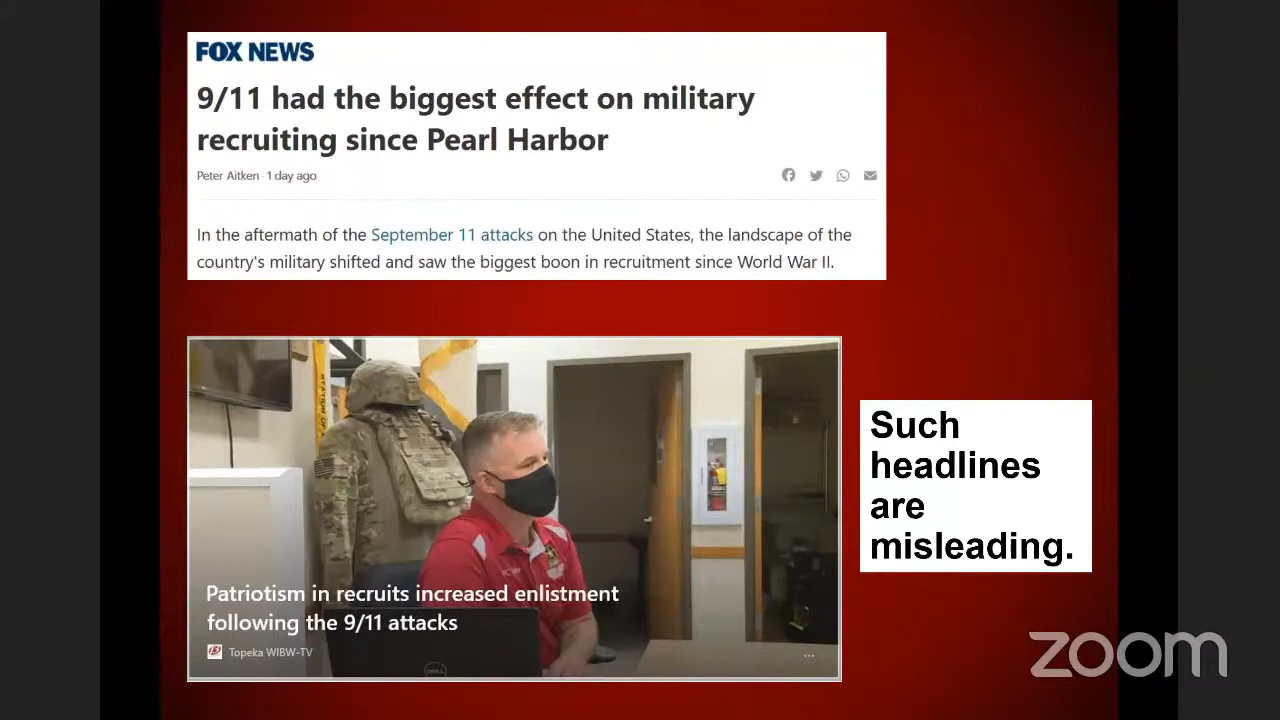 FOX NEWS
9/11 had the biggest effect on military
recruiting since Pearl Harbor
Peter Aitken · 1 day ago
In the aftermath of the September 11 attacks on the United States, the landscape of the
country's military shifted and saw the biggest boon in recruitment since World War II.
Patriotism in recruits increased enlistment
following the 9/11 attacks
Topeka WIBW-TV
DELL
Such
headlines
are
misleading.
zoom